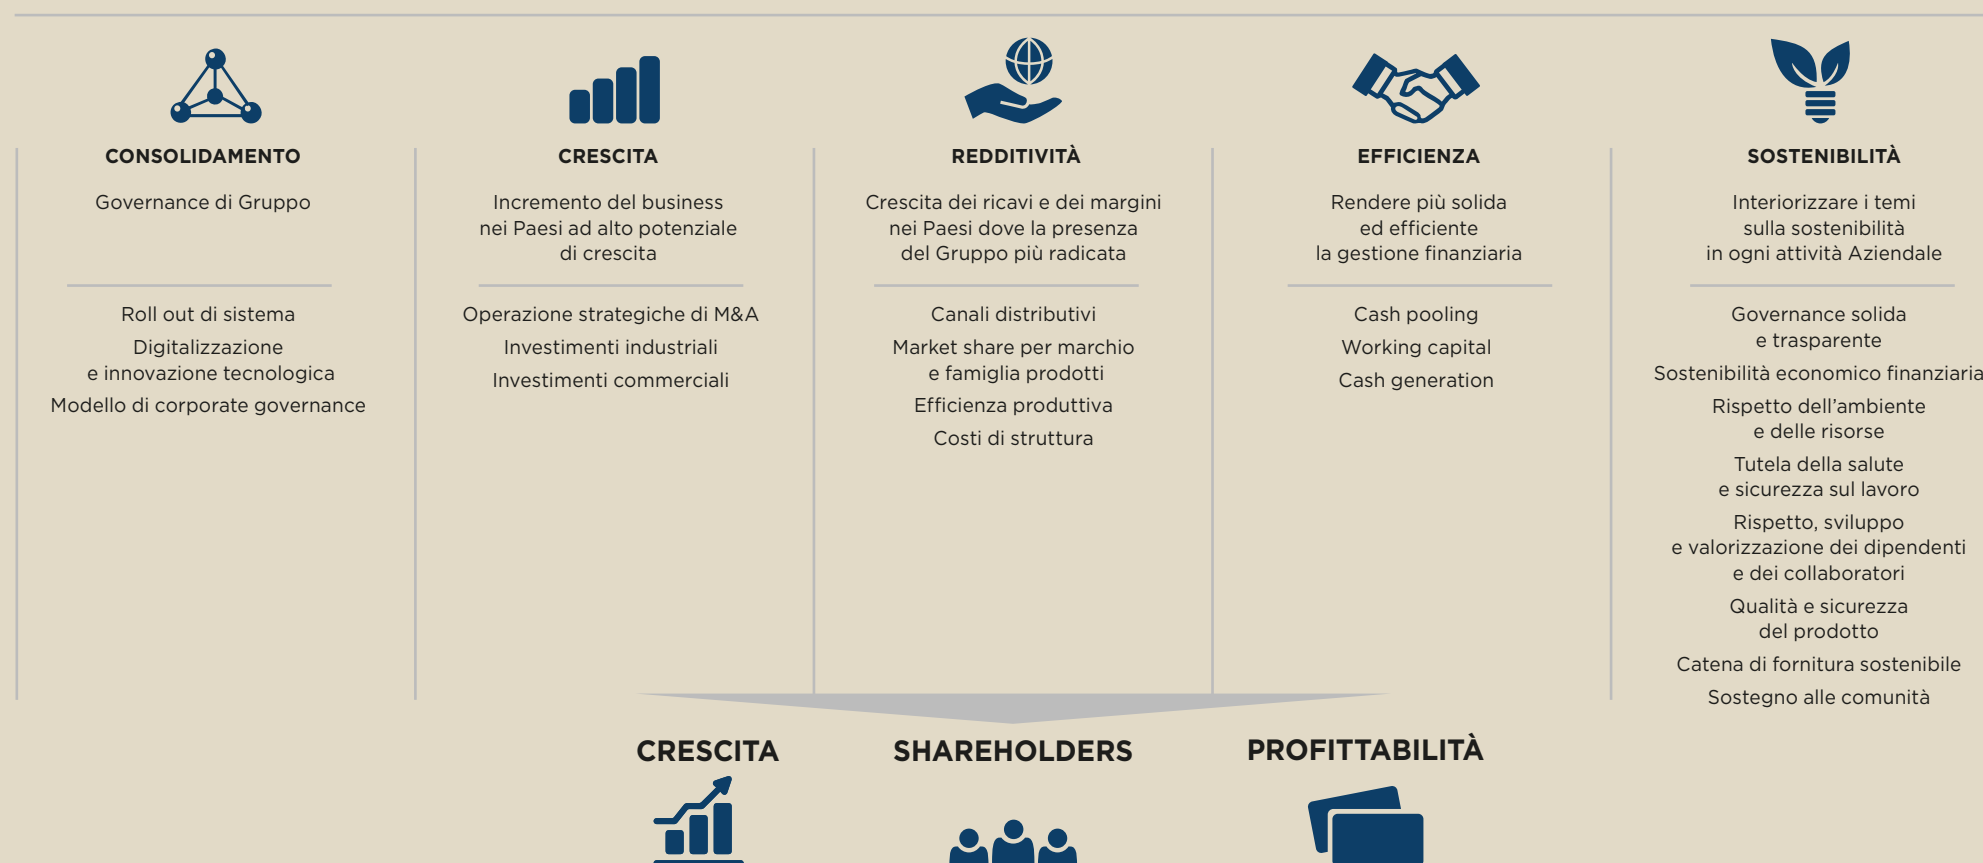 CONSOLIDAMENTO
Governance di Gruppo
Roll out di sistema
Digitalizzazione
e innovazione tecnologica
Modello di corporate governance
CRESCITA
Incremento del business
nei Paesi ad alto potenziale
di crescita
Operazione strategiche di M&A
Investimenti industriali
Investimenti commerciali
REDDITIVITÀ
Crescita dei ricavi e dei margini
nei Paesi dove la presenza
del Gruppo più radicata
Canali distributivi
Market share per marchio
e famiglia prodotti
Efficienza produttiva
Costi di struttura
EFFICIENZA
Rendere più solida
ed efficiente
la gestione finanziaria
Cash pooling
Working capital
Cash generation
SOSTENIBILITÀ
Interiorizzare i temi
sulla sostenibilità
in ogni attività Aziendale
Governance solida
e trasparente
Sostenibilità economico finanziaria
Rispetto dell’ambiente
e delle risorse
Tutela della salute
e sicurezza sul lavoro
Rispetto, sviluppo
e valorizzazione dei dipendenti
e dei collaboratori
Qualità e sicurezza
del prodotto
Catena di fornitura sostenibile
Sostegno alle comunità
CRESCITA
SHAREHOLDERS
PROFITTABILITÀ